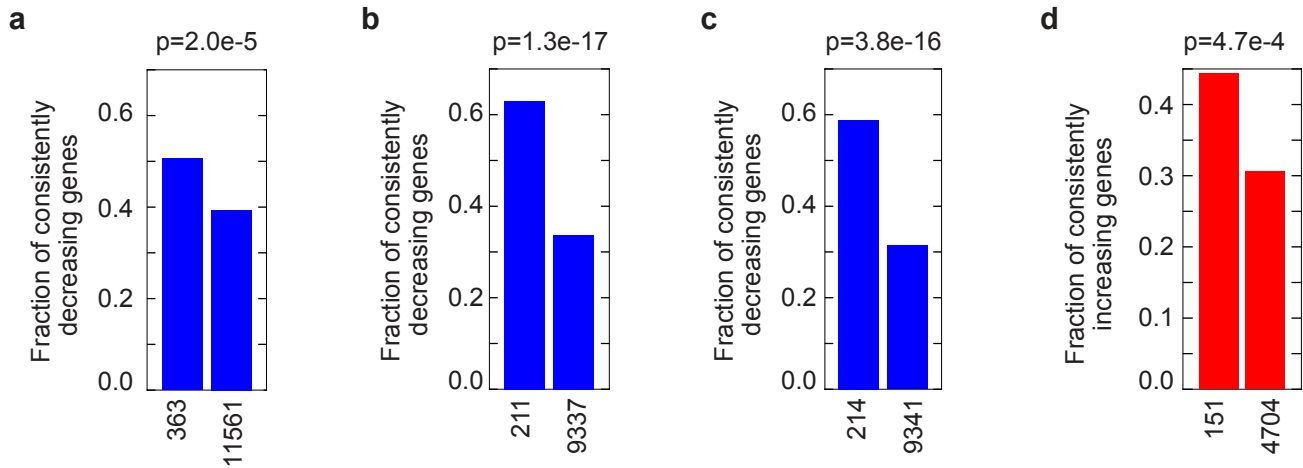 a
p=2.0e-5
Fraction of consistently
decreasing genes
0.6
0.4
0.2
0.0
363
11561
b
p=1.3e-17
Fraction of consistently
decreasing genes
0.6
0.4
0.2
0.0
211
9337
c
p=3.8e-16
Fraction of consistently
decreasing genes
0.6
0.4
0.2
0.0
214
9341
d
p=4.7e-4
Fraction of consistently
increasing genes
0.4
0.3
0.2
0.1
0.0
151
4704